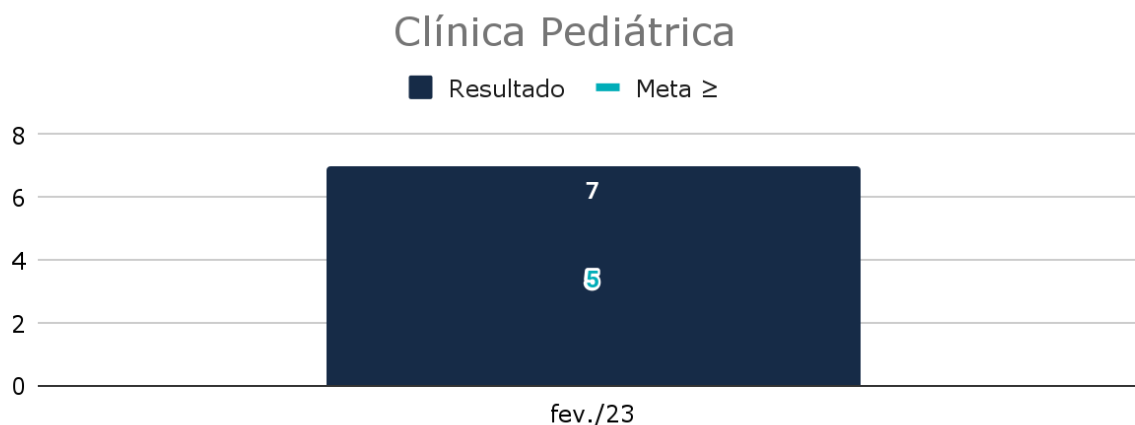 Clínica Pediátrica
Resultado Meta ≥
8
7
6
5
4
2
0
fev./23